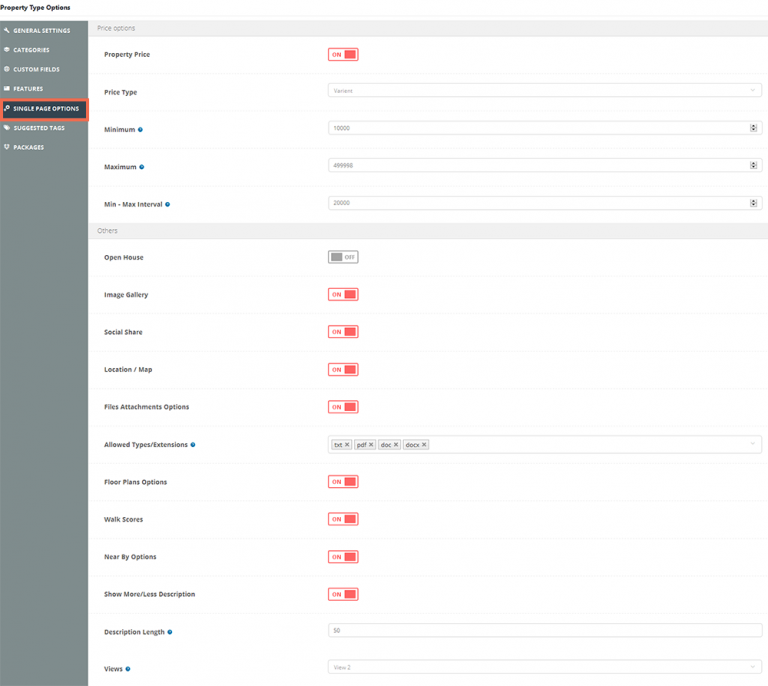 Property Type Options
GENERAL SETTINGS
CATEGORIES
CUSTOM FIELDS
FEATURES
SINGLE PAGE OPTIONS
SUGGESTED TAGS
PACKAGES
Price options
Property Price ON
Price Type Varient
Minimum 10000
Maximum 499998
Min - Max Interval 20000
Others
Open House OFF
Image Gallery ON
Social Share ON
Location / Map ON
Files Attachments Options ON
Allowed Types/Extensions txt pdf doc docx
Floor Plans Options ON
Walk Scores ON
Near By Options ON
Show More/Less Description ON
Description Length 50
Views View 2